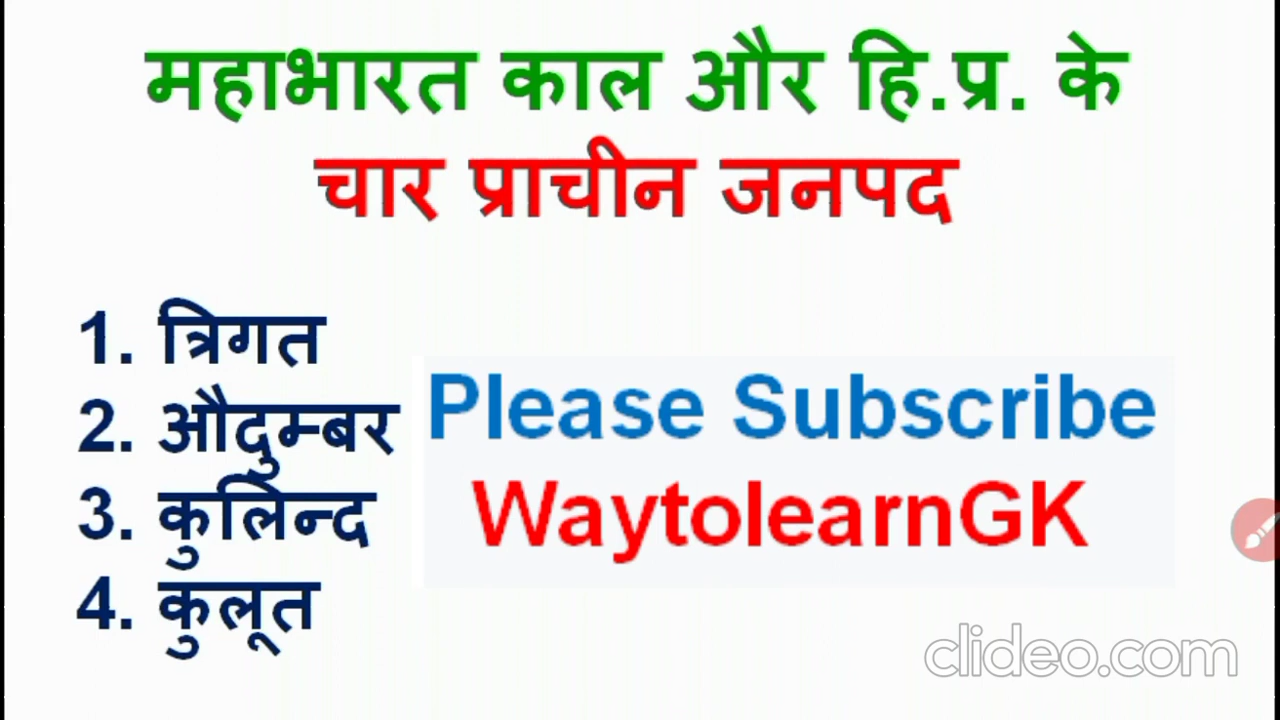 महाभारत काल और हि.प्र. के
चार प्राचीन जनपद
1. त्रिगत
2. औदुम्बर
3. कुलिन्द
4. कुलूत
Please Subscribe
WaytolearnGK
clideo.com